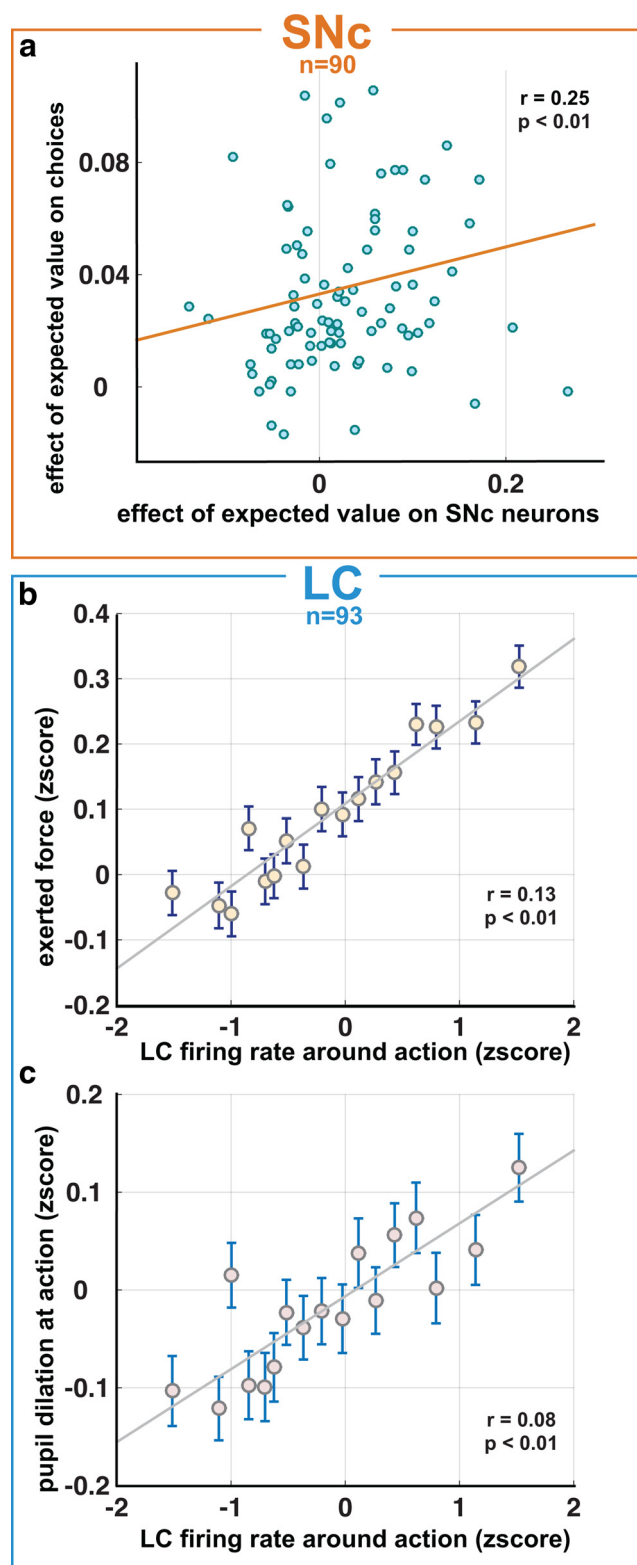 SNc
a
n=90
r = 0.25
p < 0.01
effect of expected value on choices
0.08
0.04
0
0
0.2
effect of expected value on SNc neurons
LC
b
n=93
exerted force (zscore)
0.4
0.3
0.2
0.1
0
-0.1
-0.2
r = 0.13
p < 0.01
-2
-1
0
1
2
LC firing rate around action (zscore)
c
pupil dilation at action (zscore)
0.2
0.1
0
-0.1
-0.2
r = 0.08
p < 0.01
-2
-1
0
1
2
LC firing rate around action (zscore)